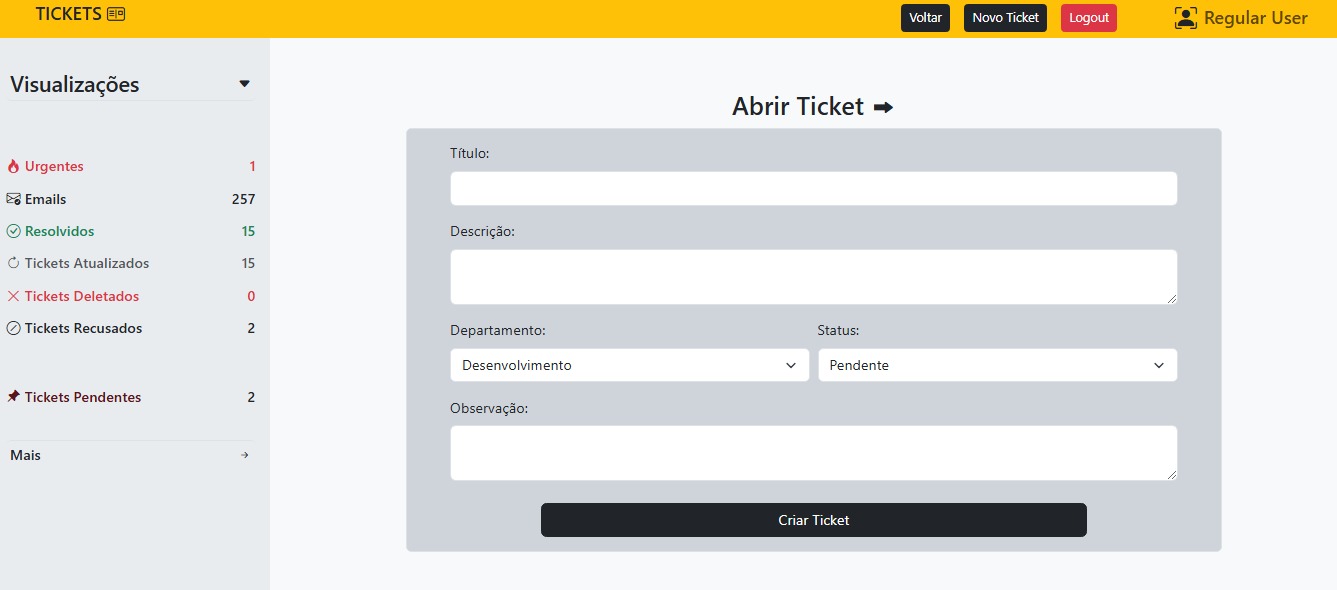 TICKETS
Voltar Novo Ticket Logout Regular User
Visualizações
Urgentes 1
Emails 257
Resolvidos 15
Tickets Atualizados 15
Tickets Deletados 0
Tickets Recusados 2
Tickets Pendentes 2
Mais
Abrir Ticket
Título:
Descrição:
Departamento: Status:
Desenvolvimento Pendente
Observação:
Criar Ticket